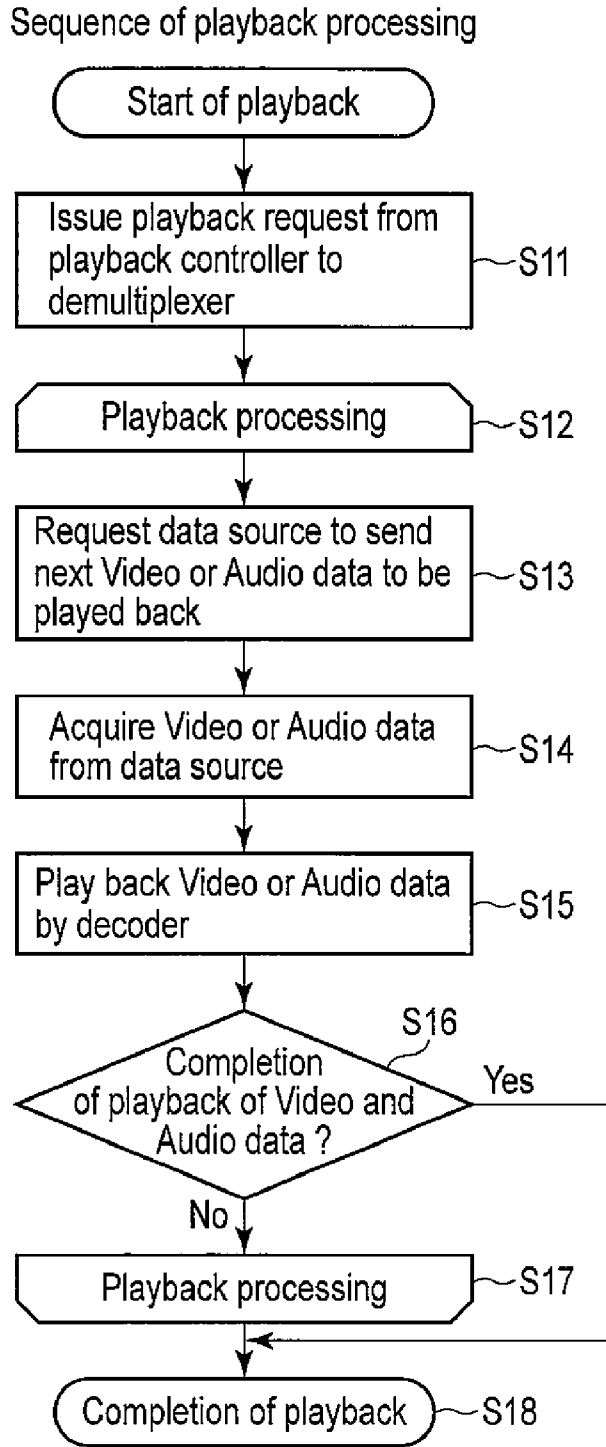 Sequence of playback processing
Start of playback
Issue playback request from
playback controller to
demultiplexer
S11
Playback processing
S12
Request data source to send
next Video or Audio data to be
played back
S13
Acquire Video or Audio data
from data source
S14
Play back Video or Audio data
by decoder
S15
S16
Completion
of playback of Video and
Audio data ?
Yes
No
Playback processing
S17
Completion of playback
S18